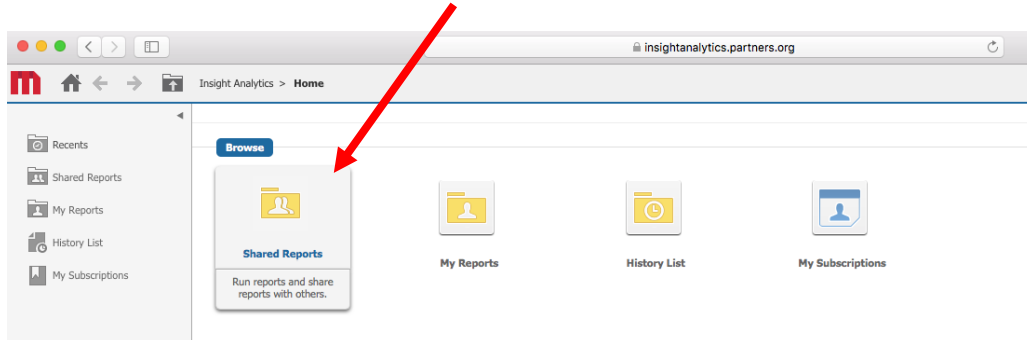 insightanalytics.partners.org
Insight Analytics > Home
Recents
Shared Reports
My Reports
History List
My Subscriptions
Browse
Shared Reports
Run reports and share
reports with others.
My Reports
History List
My Subscriptions